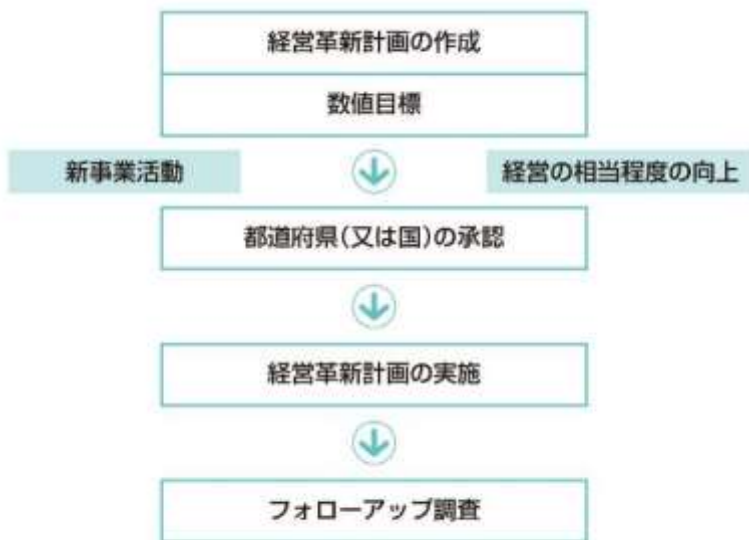 経営革新計画の作成
数値目標
新事業活動
経営の相当程度の向上
都道府県(又は国)の承認
経営革新計画の実施
フォローアップ調査